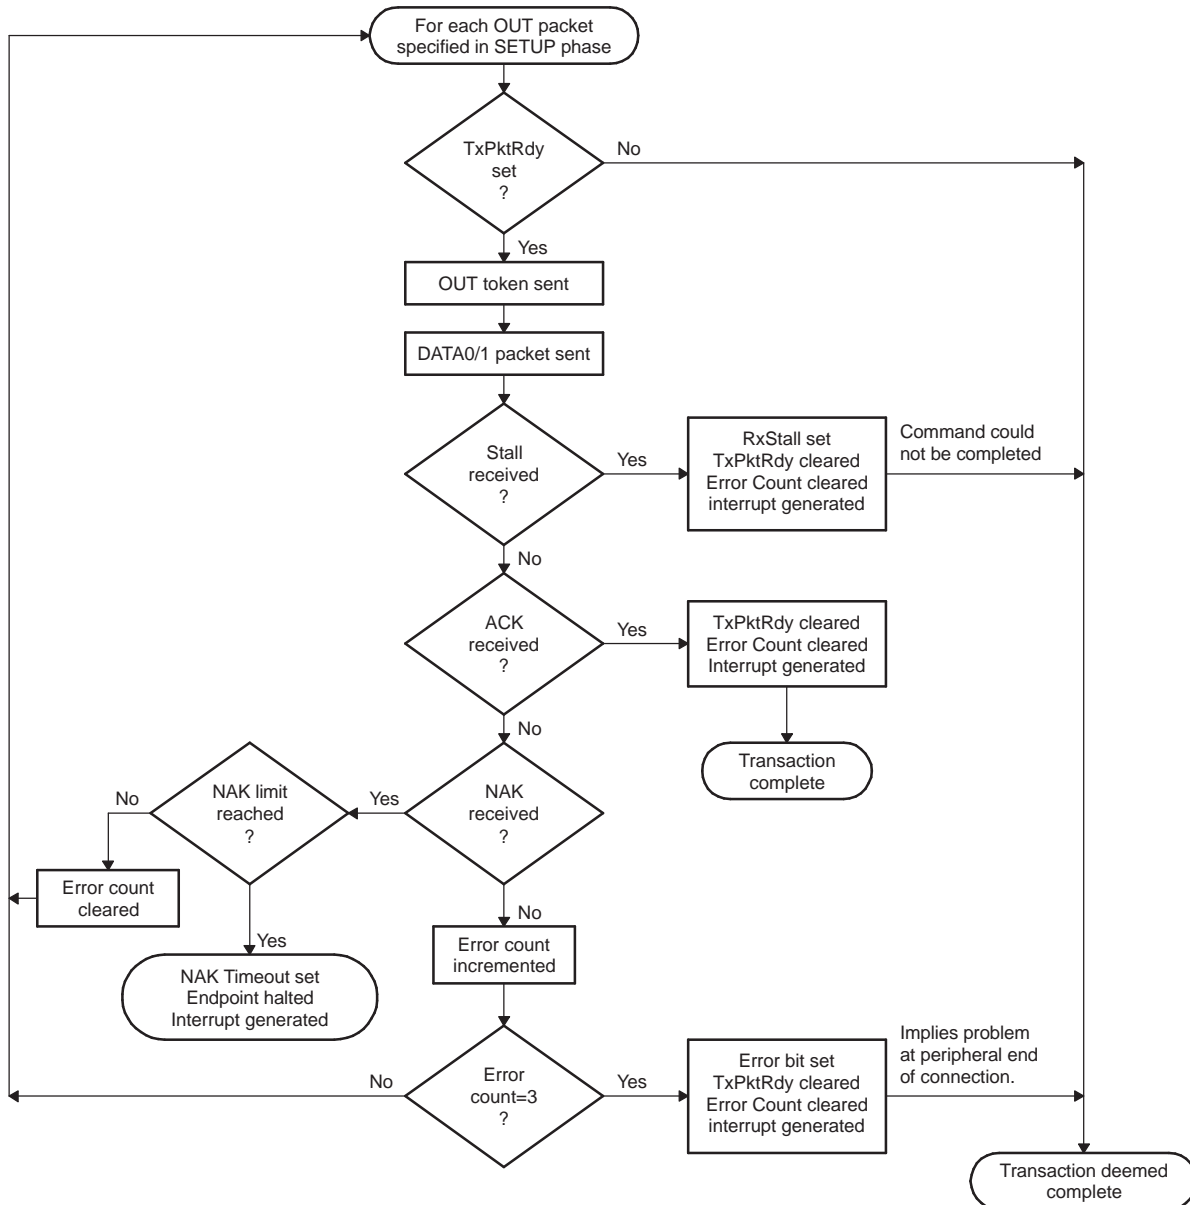 For each OUT packet
specified in SETUP phase
TxPktRdy
set
?
No
Yes
OUT token sent
DATA0/1 packet sent
Stall
received
?
Yes
RxStall set
TxPktRdy cleared
Error Count cleared
interrupt generated
Command could
not be completed
No
ACK
received
?
Yes
TxPktRdy cleared
Error Count cleared
Interrupt generated
No
Transaction
complete
NAK
received
?
Yes
NAK limit
reached
?
No
Error count
cleared
Yes
NAK Timeout set
Endpoint halted
Interrupt generated
No
Error count
incremented
Error
count=3
?
No
Yes
Error bit set
TxPktRdy cleared
Error Count cleared
interrupt generated
Implies problem
at peripheral end
of connection.
Transaction deemed
complete